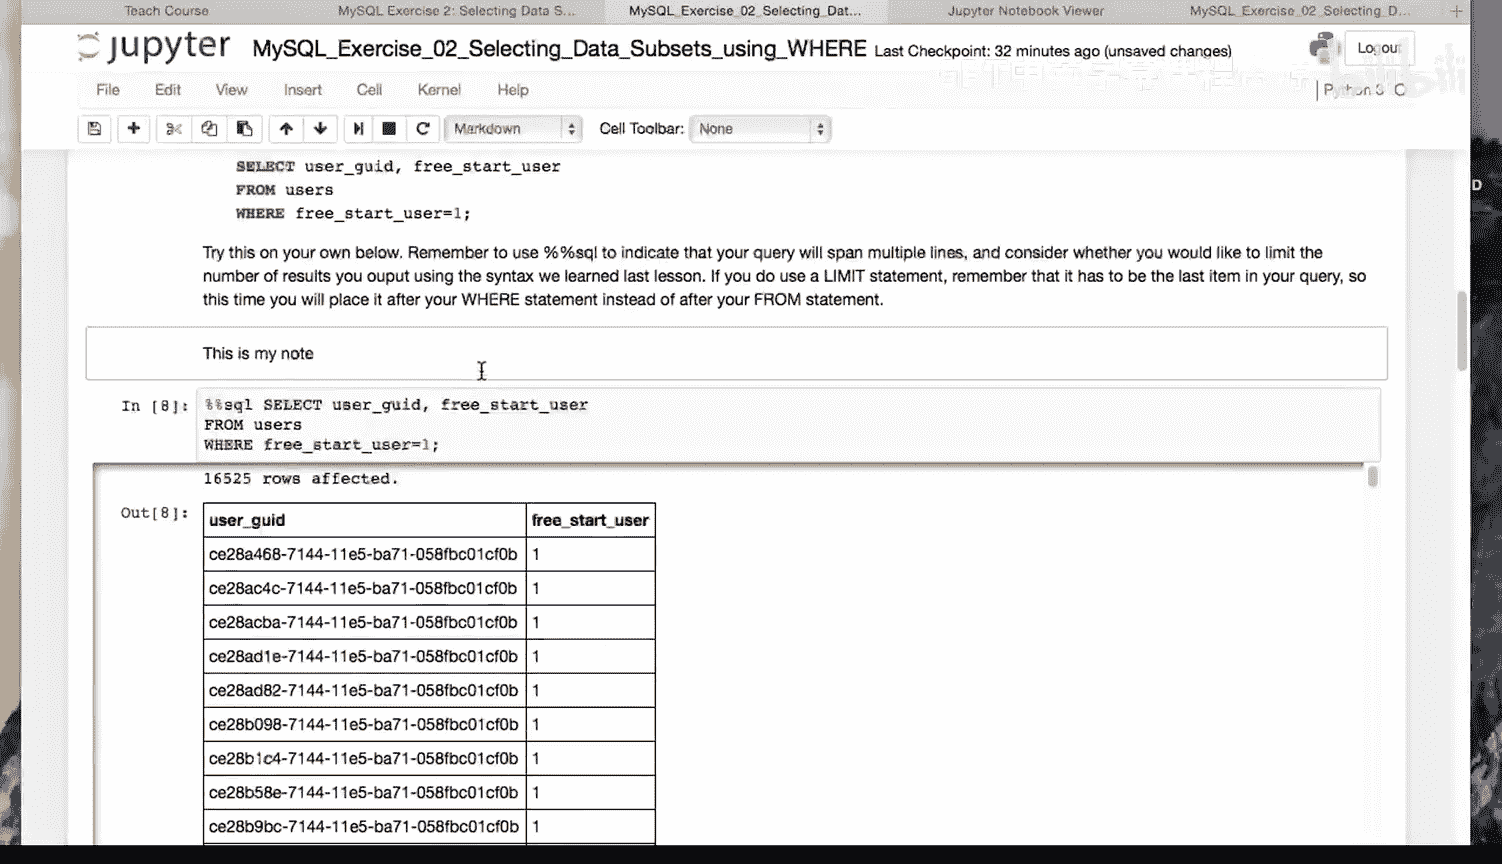 Teach Course
MySQL Exercise 2: Selecting Data S...
MySQL_Exercise_02_Selecting_Dat...
Jupyter Notebook Viewer
MySQL_Exercise_02_Selecting_D...
+
jupyter
MySQL_Exercise_02_Selecting_Data_Subsets_using_WHERE
Last Checkpoint: 32 minutes ago (unsaved changes)
Logout
File Edit View Insert Cell Kernel Help
Python 3
Markdown
Cell Toolbar: None
SELECT user_guid, free_start_user
FROM users
WHERE free_start_user=1;
Try this on your own below. Remember to use %%sql to indicate that your query will span multiple lines, and consider whether you would like to limit the
number of results you ouput using the syntax we learned last lesson. If you do use a LIMIT statement, remember that it has to be the last item in your query, so
this time you will place it after your WHERE statement instead of after your FROM statement.
This is my note
In [8]: %%sql SELECT user_guid, free_start_user
FROM users
WHERE free_start_user=1;
16525 rows affected.
Out[8]:
user_guid free_start_user
ce28a468-7144-11e5-ba71-058fbc01cf0b 1
ce28ac4c-7144-11e5-ba71-058fbc01cf0b 1
ce28acba-7144-11e5-ba71-058fbc01cf0b 1
ce28ad1e-7144-11e5-ba71-058fbc01cf0b 1
ce28ad82-7144-11e5-ba71-058fbc01cf0b 1
ce28b098-7144-11e5-ba71-058fbc01cf0b 1
ce28b1c4-7144-11e5-ba71-058fbc01cf0b 1
ce28b58e-7144-11e5-ba71-058fbc01cf0b 1
ce28b9bc-7144-11e5-ba71-058fbc01cf0b 1
D